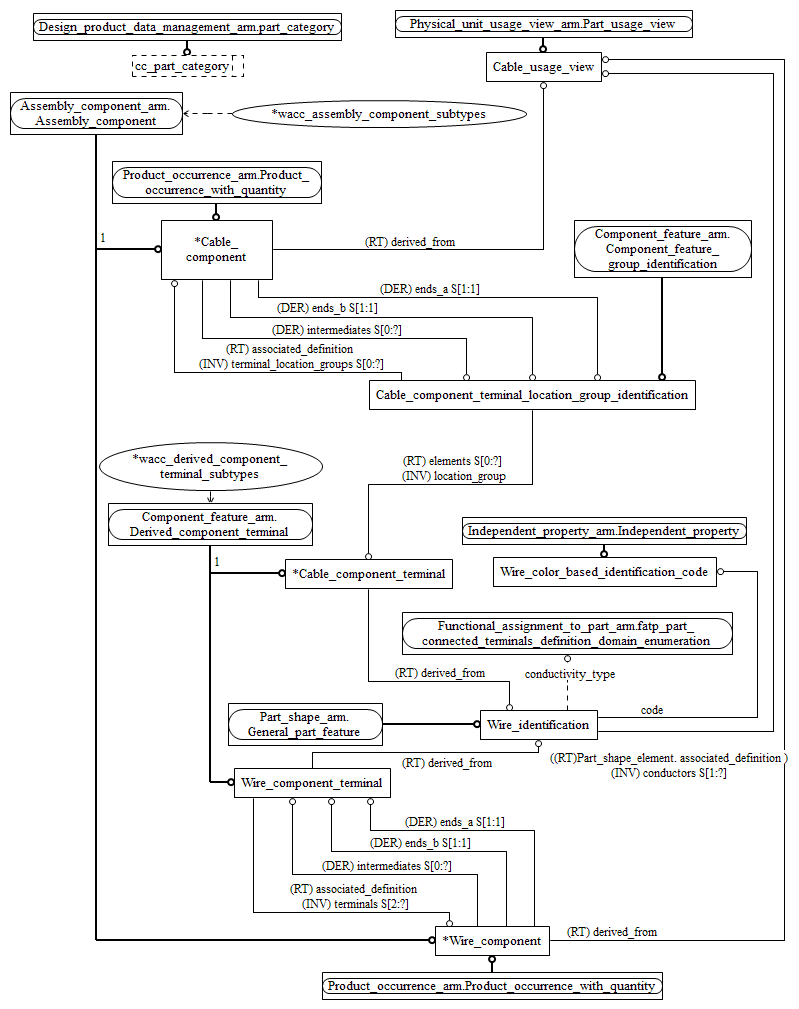 Design_product_data_management_arm.part_category
cc_part_category
Physical_unit_usage_view_arm.Part_usage_view
Cable_usage_view
Assembly_component_arm.
Assembly_component
*wacc_assembly_component_subtypes
Product_occurrence_arm.Product_
occurrence_with_quantity
1
*Cable_
component
(RT) derived_from
Component_feature_arm.
Component_feature_
group_identification
(DER) ends_a S[1:1]
(DER) ends_b S[1:1]
(DER) intermediates S[0:?]
(RT) associated_definition
(INV) terminal_location_groups S[0:?]
Cable_component_terminal_location_group_identification
*wacc_derived_component_
terminal_subtypes
(RT) elements S[0:?]
(INV) location_group
Component_feature_arm.
Derived_component_terminal
Independent_property_arm.Independent_property
1
*Cable_component_terminal
Wire_color_based_identification_code
Functional_assignment_to_part_arm.fatp_part_
connected_terminals_definition_domain_enumeration
(RT) derived_from
conductivity_type
Part_shape_arm.
General_part_feature
Wire_identification
code
(RT) derived_from
((RT)Part_shape_element. associated_definition )
(INV) conductors S[1:?]
Wire_component_terminal
(DER) ends_a S[1:1]
(DER) ends_b S[1:1]
(DER) intermediates S[0:?]
(RT) associated_definition
(INV) terminals S[2:?]
*Wire_component
(RT) derived_from
Product_occurrence_arm.Product_occurrence_with_quantity